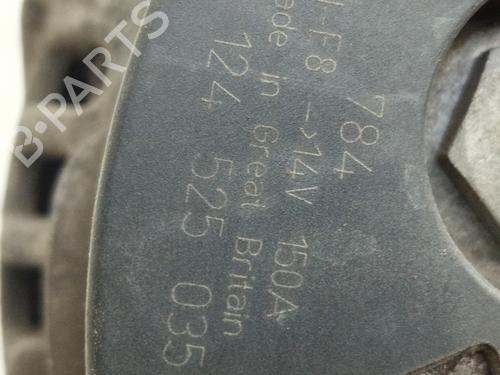 784
I-F8 ->14V 150A
ade in Great Britain
124 525 035
B-PARTS